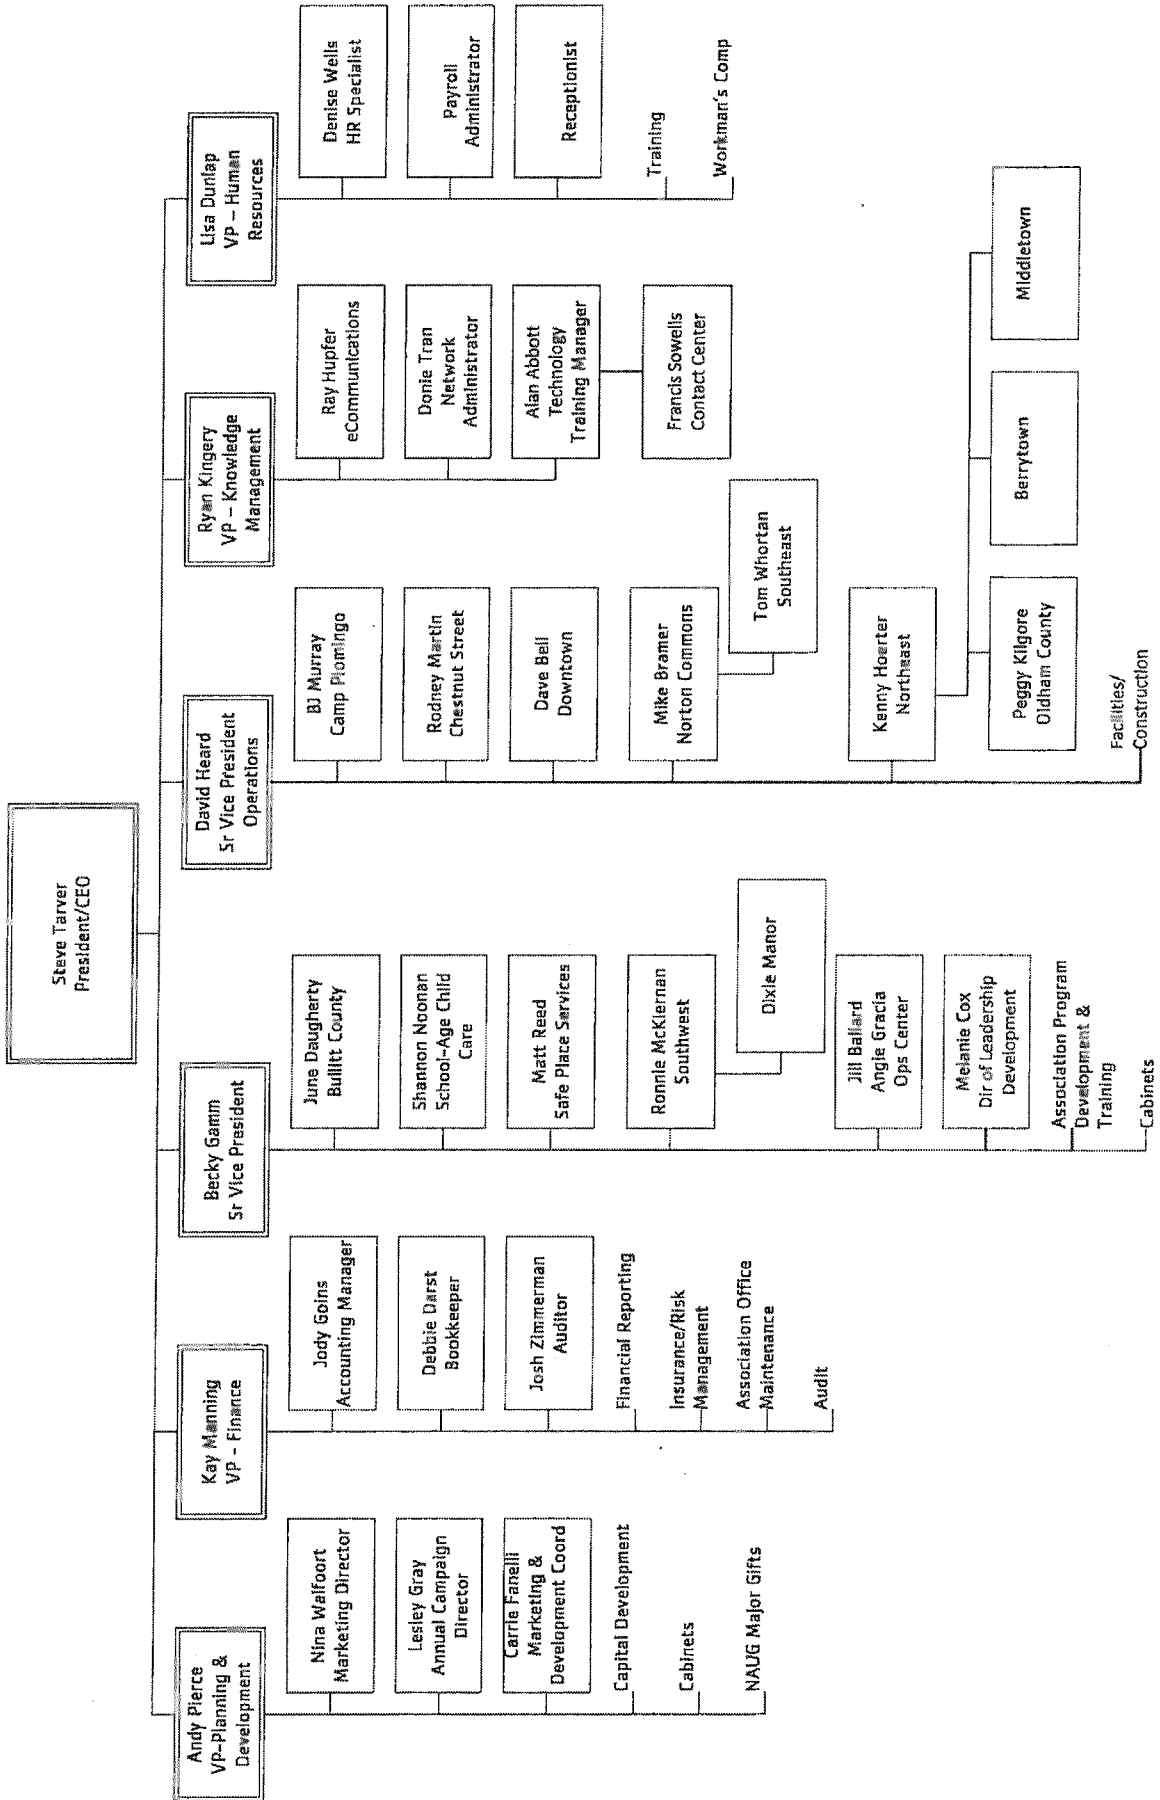 Steve Tarver
President/CEO
Andy Pierce
VP-Planning &
Development
Nina Walfoort
Marketing Director
Lesley Gray
Annual Campaign
Director
Carrie Fanelli
Marketing &
Development Coord
Capital Development
Cabinets
NAUG Major Gifts
Kay Manning
VP – Finance
Jody Goins
Accounting Manager
Debbie Darst
Bookkeeper
Josh Zimmerman
Auditor
Financial Reporting
Insurance/Risk
Management
Association Office
Maintenance
Audit
Becky Gamm
Sr Vice President
June Daugherty
Bullitt County
Shannon Noonan
School-Age Child
Care
Matt Reed
Safe Place Services
Ronnie McKiernan
Southwest
Dixie Manor
Jill Ballard
Angie Gracia
Ops Center
Melanie Cox
Dir of Leadership
Development
Association Program
Development &
Training
Cabinets
David Heard
Sr Vice President
Operations
BJ Murray
Camp Piomingo
Rodney Martin
Chestnut Street
Dave Bell
Downtown
Mike Bramer
Norton Commons
Tom Whortan
Southeast
Kenny Hoerter
Northeast
Peggy Kilgore
Oldham County
Berrytown
Middletown
Facilities/
Construction
Ryan Kingery
VP – Knowledge
Management
Ray Hupfer
eCommunications
Donie Tran
Network
Administrator
Alan Abbott
Technology
Training Manager
Francis Sowells
Contact Center
Lisa Dunlap
VP – Human
Resources
Denise Wells
HR Specialist
Payroll
Administrator
Receptionist
Training
Workman's Comp